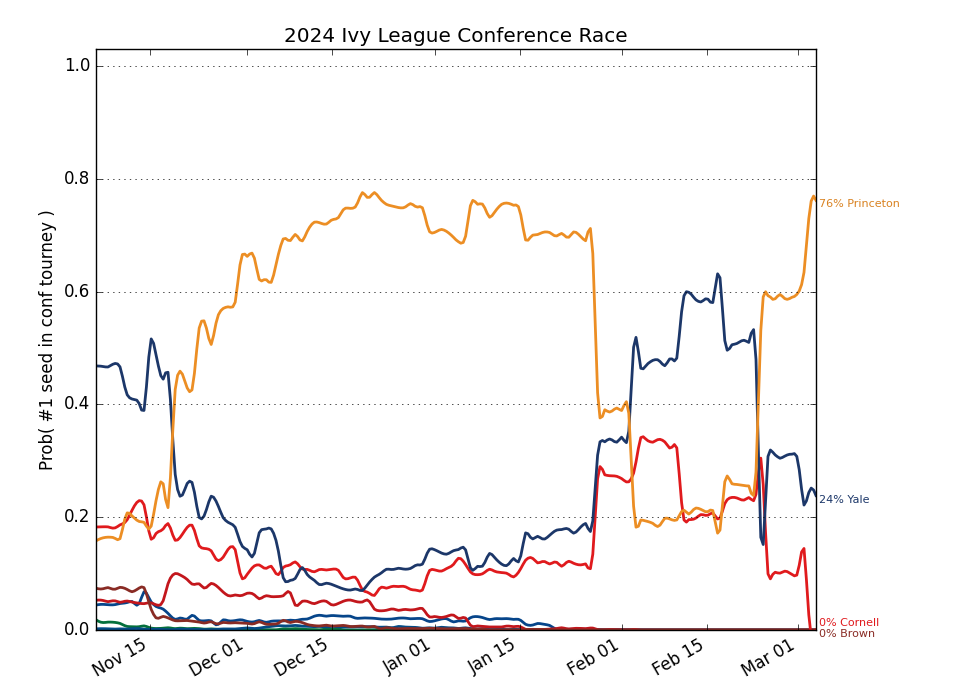 2024 Ivy League Conference Race
Prob( #1 seed in conf tourney )
1.0
0.8
0.6
0.4
0.2
0.0
76% Princeton
24% Yale
0% Cornell
0% Brown
Nov 15
Dec 01
Dec 15
Jan 01
Jan 15
Feb 01
Feb 15
Mar 01